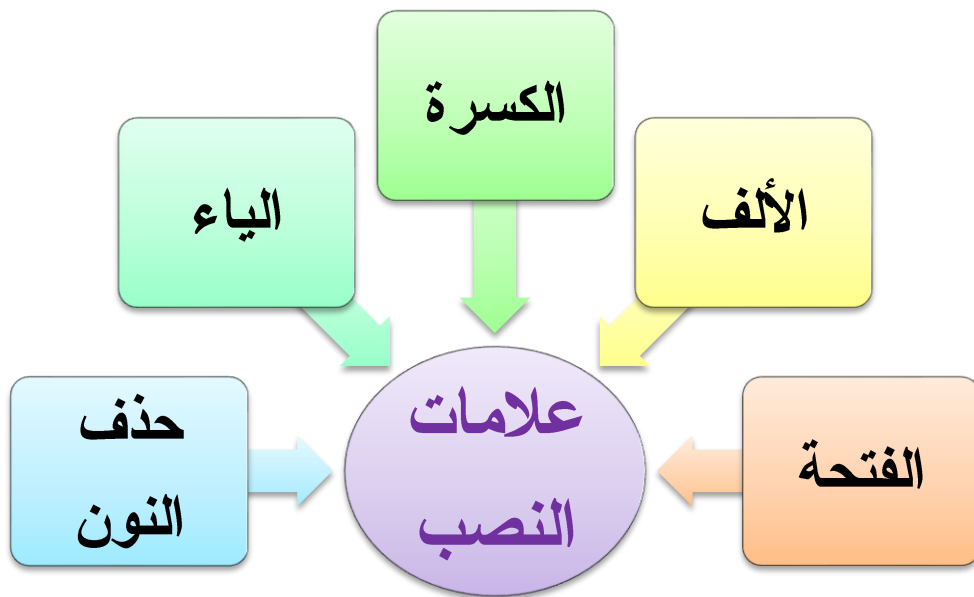 الكسرة
الألف
الياء
علامات
النصب
الفتحة
حذف
النون